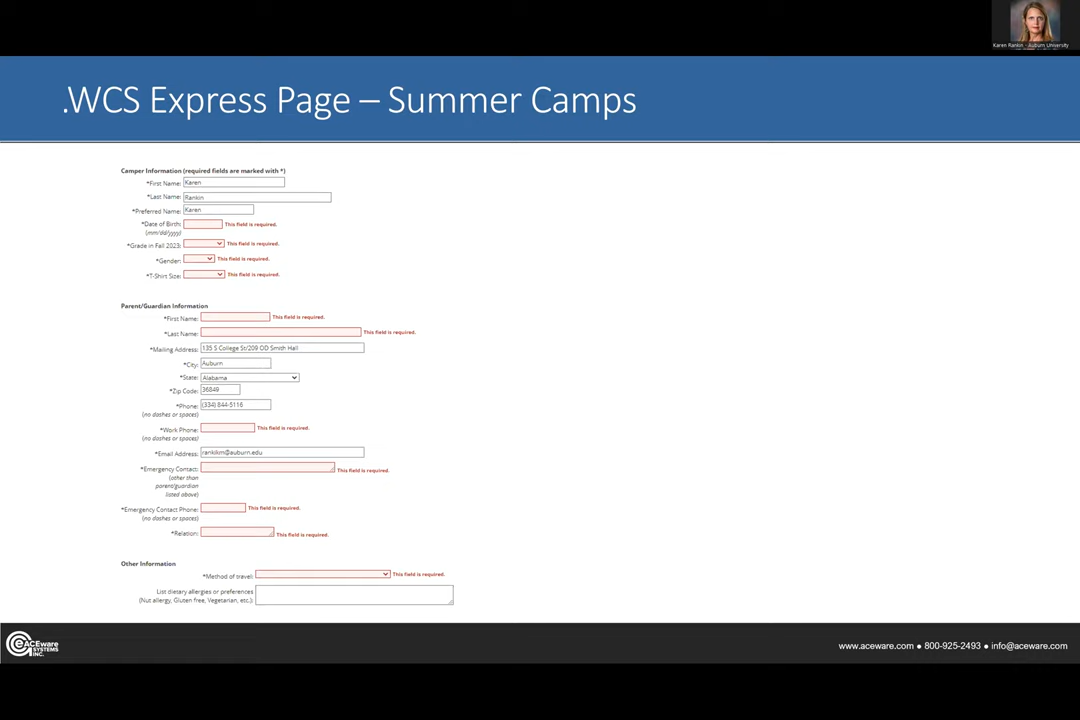 Karen Rankin - Auburn University
.WCS Express Page – Summer Camps
Camper Information (required fields are marked with *)
*First Name: Karen
*Last Name: Rankin
*Preferred Name: Karen
*Date of Birth: This field is required.
(mm/dd/yyyy)
*Grade in Fall 2023: This field is required.
*Gender: This field is required.
*T-Shirt Size: This field is required.
Parent/Guardian Information
*First Name: This field is required.
*Last Name: This field is required.
*Mailing Address: 135 S College St/209 OD Smith Hall
*City: Auburn
*State: Alabama
*Zip Code: 36849
*Phone: (334) 844-5116
(no dashes or spaces)
*Work Phone: This field is required.
(no dashes or spaces)
*Email Address: rankikm@auburn.edu
*Emergency Contact: This field is required.
(other than
parent/guardian
listed above)
*Emergency Contact Phone: This field is required.
(no dashes or spaces)
*Relation: This field is required.
Other Information
*Method of travel: This field is required.
List dietary allergies or preferences
(Nut allergy, Gluten free, Vegetarian, etc.):
ACEware
SYSTEMS
INC.
www.aceware.com ● 800-925-2493 ● info@aceware.com